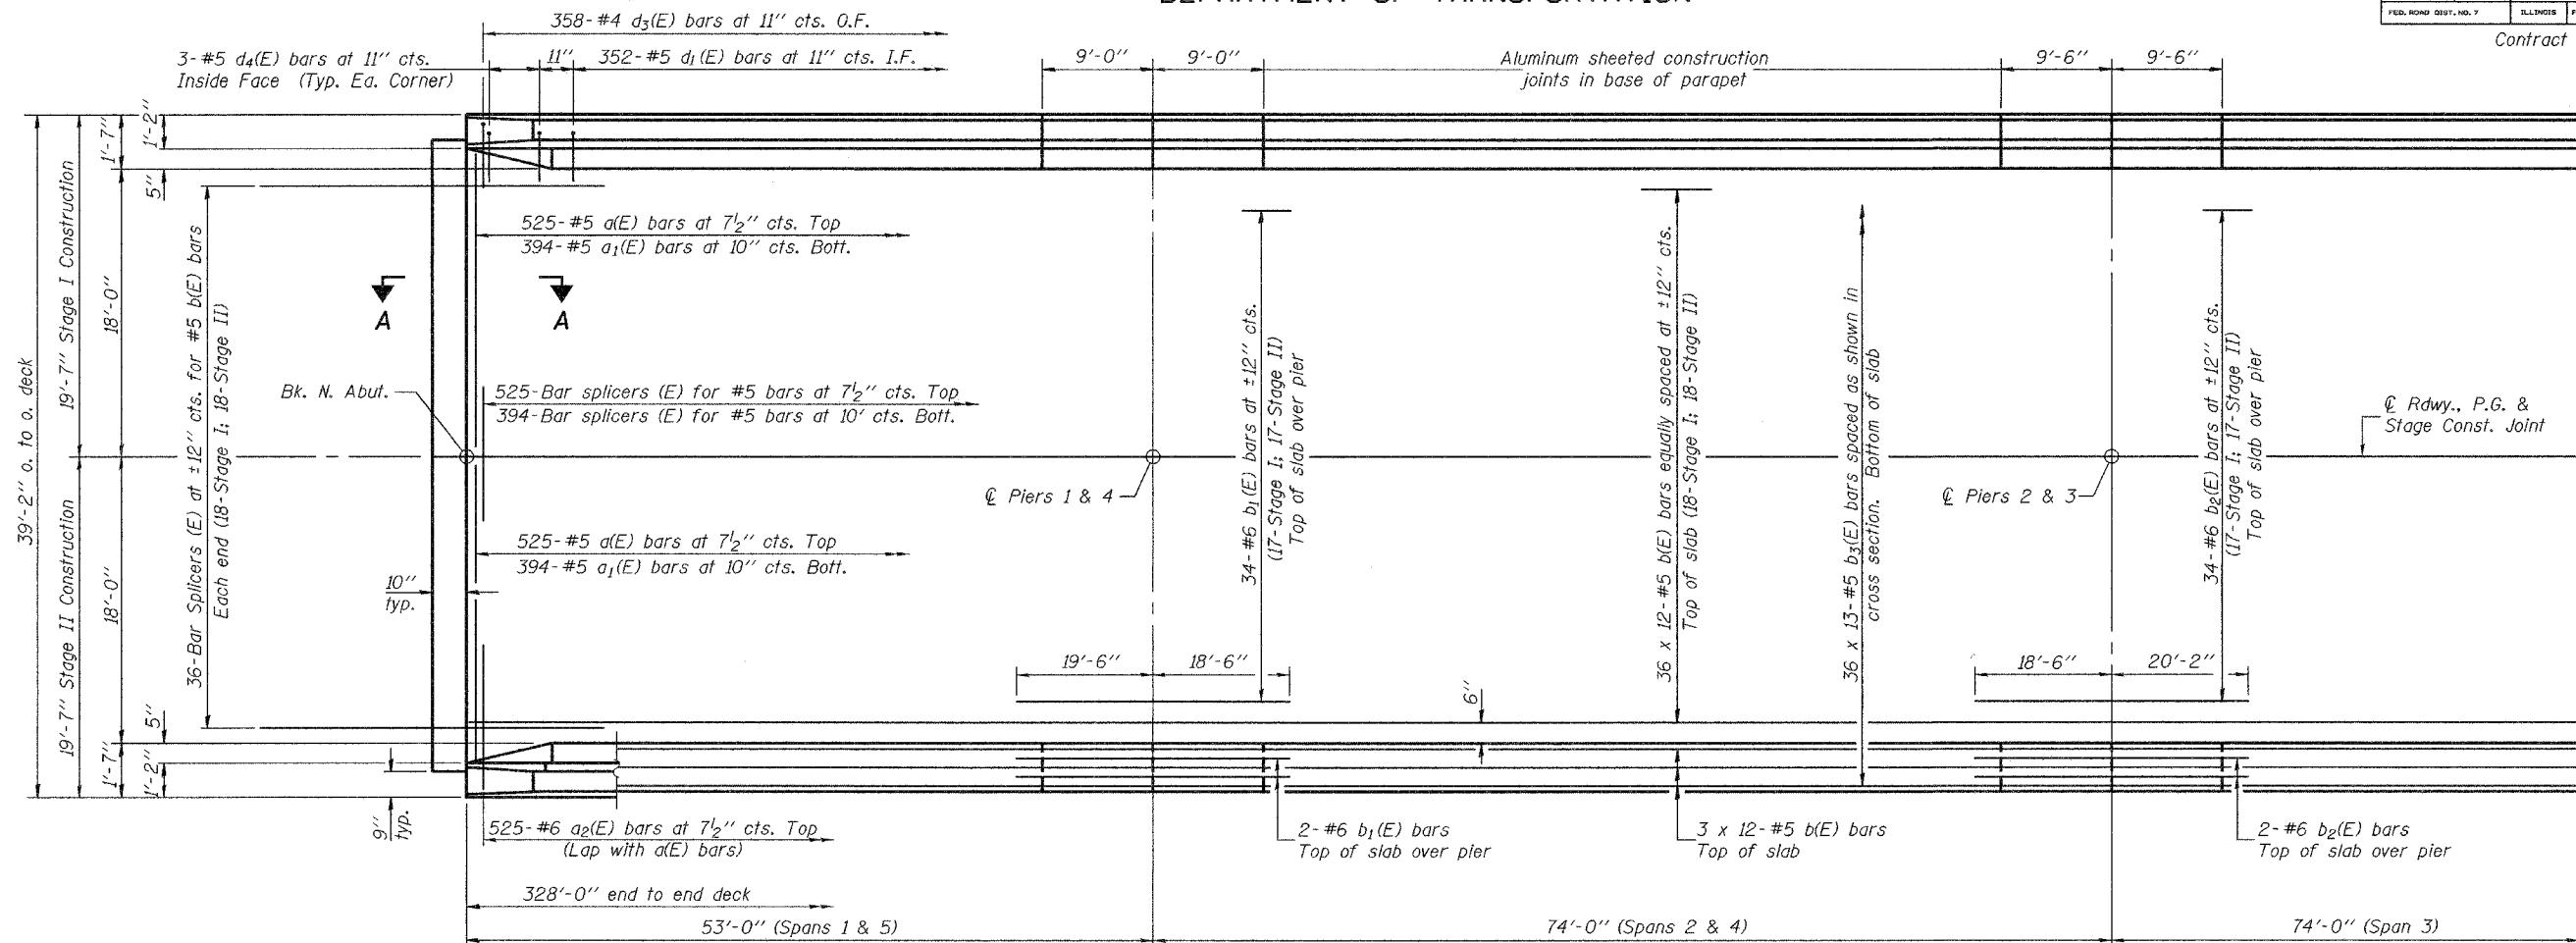 FED. ROAD DIST. NO. 7
ILLINOIS
Contract
358-#4 d3(E) bars at 11" cts. O.F.
3-#5 d4(E) bars at 11" cts.
Inside Face (Typ. Ea. Corner)
11"
352-#5 d1(E) bars at 11" cts. I.F.
9'-0"
9'-0"
Aluminum sheeted construction
joints in base of parapet
9'-6"
9'-6"
39'-2" o. to o. deck
19'-7" Stage I Construction
19'-7" Stage II Construction
1'-7"
1'-2"
5"
18'-0"
18'-0"
5"
1'-7"
1'-2"
36-Bar Splicers (E) at ±12" cts. for #5 b(E) bars
Each end (18-Stage I; 18-Stage II)
525-#5 a(E) bars at 7½" cts. Top
394-#5 a1(E) bars at 10" cts. Bott.
A
A
Bk. N. Abut.
525-Bar splicers (E) for #5 bars at 7½" cts. Top
394-Bar splicers (E) for #5 bars at 10' cts. Bott.
℄ Piers 1 & 4
34-#6 b1(E) bars at ±12" cts.
(17-Stage I; 17-Stage II)
Top of slab over pier
36 x 12-#5 b(E) bars equally spaced at ±12" cts.
Top of slab (18-Stage I; 18-Stage II)
36 x 13-#5 b3(E) bars spaced as shown in
cross section. Bottom of slab
℄ Piers 2 & 3
34-#6 b2(E) bars at ±12" cts.
(17-Stage I; 17-Stage II)
Top of slab over pier
℄ Rdwy., P.G. &
Stage Const. Joint
525-#5 a(E) bars at 7½" cts. Top
394-#5 a1(E) bars at 10" cts. Bott.
10"
typ.
19'-6"
18'-6"
6"
18'-6"
20'-2"
9"
typ.
525-#6 a2(E) bars at 7½" cts. Top
(Lap with a(E) bars)
2-#6 b1(E) bars
Top of slab over pier
3 x 12-#5 b(E) bars
Top of slab
2-#6 b2(E) bars
Top of slab over pier
328'-0" end to end deck
53'-0" (Spans 1 & 5)
74'-0" (Spans 2 & 4)
74'-0" (Span 3)